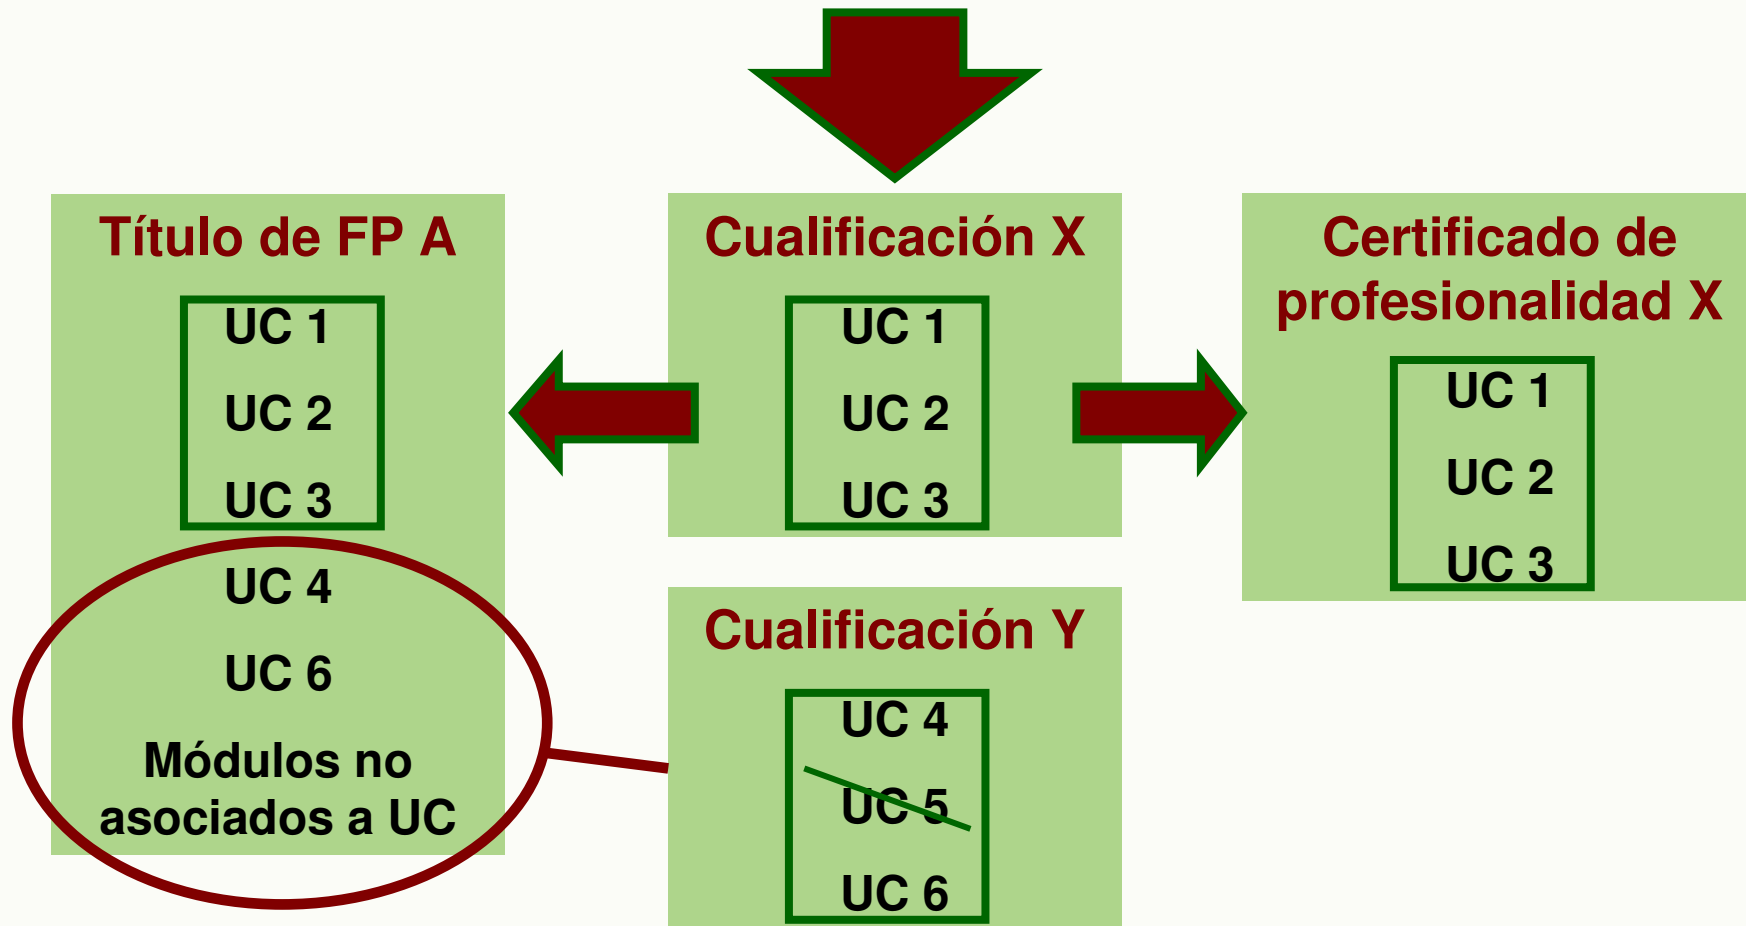 Título de FP A
UC 1
UC 2
UC 3
UC 4
UC 6
Módulos no
asociados a UC
Cualificación X
UC 1
UC 2
UC 3
Cualificación Y
UC 4
UC 5
UC 6
Certificado de
profesionalidad X
UC 1
UC 2
UC 3